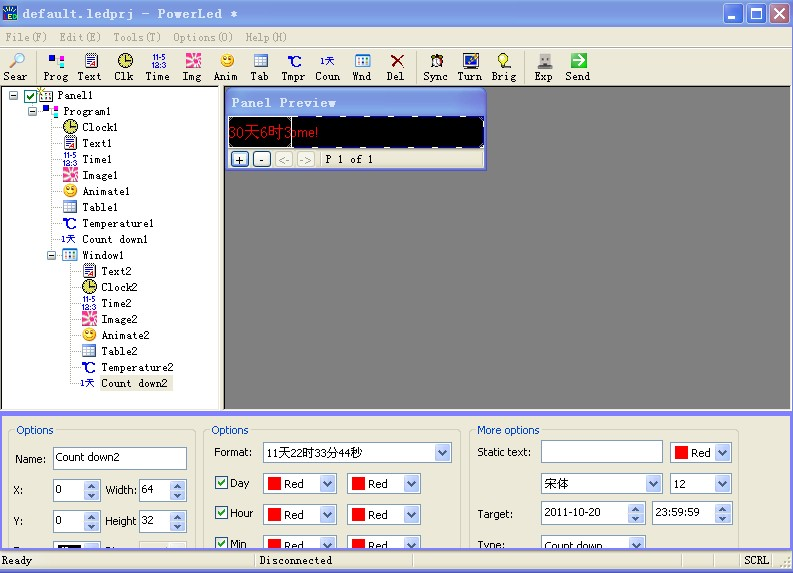 default.ledprj - PowerLed *
File(F) Edit(E) Tools(T) Options(O) Help(H)
Sear Prog Text Clk Time Img Anim Tab Tmpr Coun Wnd Del Sync Turn Brig Exp Send
Panel1
Program1
Clock1
Text1
Time1
Image1
Animate1
Table1
Temperature1
Count down1
Window1
Text2
Clock2
Time2
Image2
Animate2
Table2
Temperature2
Count down2
Panel Preview
30天6时3ome!
+ - <- -> P 1 of 1
Options
Name: Count down2
X: 0 Width: 64
Y: 0 Height 32
Options
Format: 11天22时33分44秒
Day Red Red
Hour Red Red
Min Red Red
More options
Static text: Red
宋体 12
Target: 2011-10-20 23:59:59
Type: Count down
Ready Disconnected SCRL